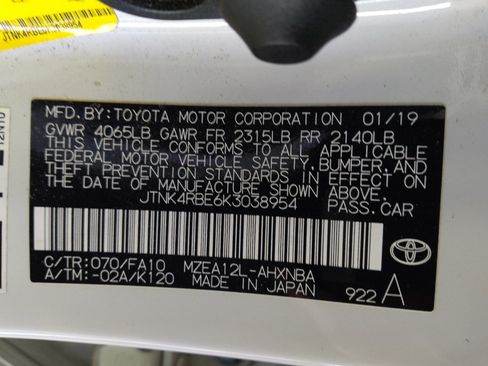 JTNK4RBE6K3038954
MFD. BY: TOYOTA MOTOR CORPORATION 01/19
GVWR 4065LB GAWR FR 2315LB RR 2140LB
THIS VEHICLE CONFORMS TO ALL APPLICABLE
FEDERAL MOTOR VEHICLE SAFETY, BUMPER, AND
THEFT PREVENTION STANDARDS IN EFFECT ON
THE DATE OF MANUFACTURE SHOWN ABOVE.
JTNK4RBE6K3038954 PASS.CAR
C/TR:070/FA10 MZEA12L-AHXNBA
A/TM:-02A/K120 MADE IN JAPAN
TOYOTA
922 A